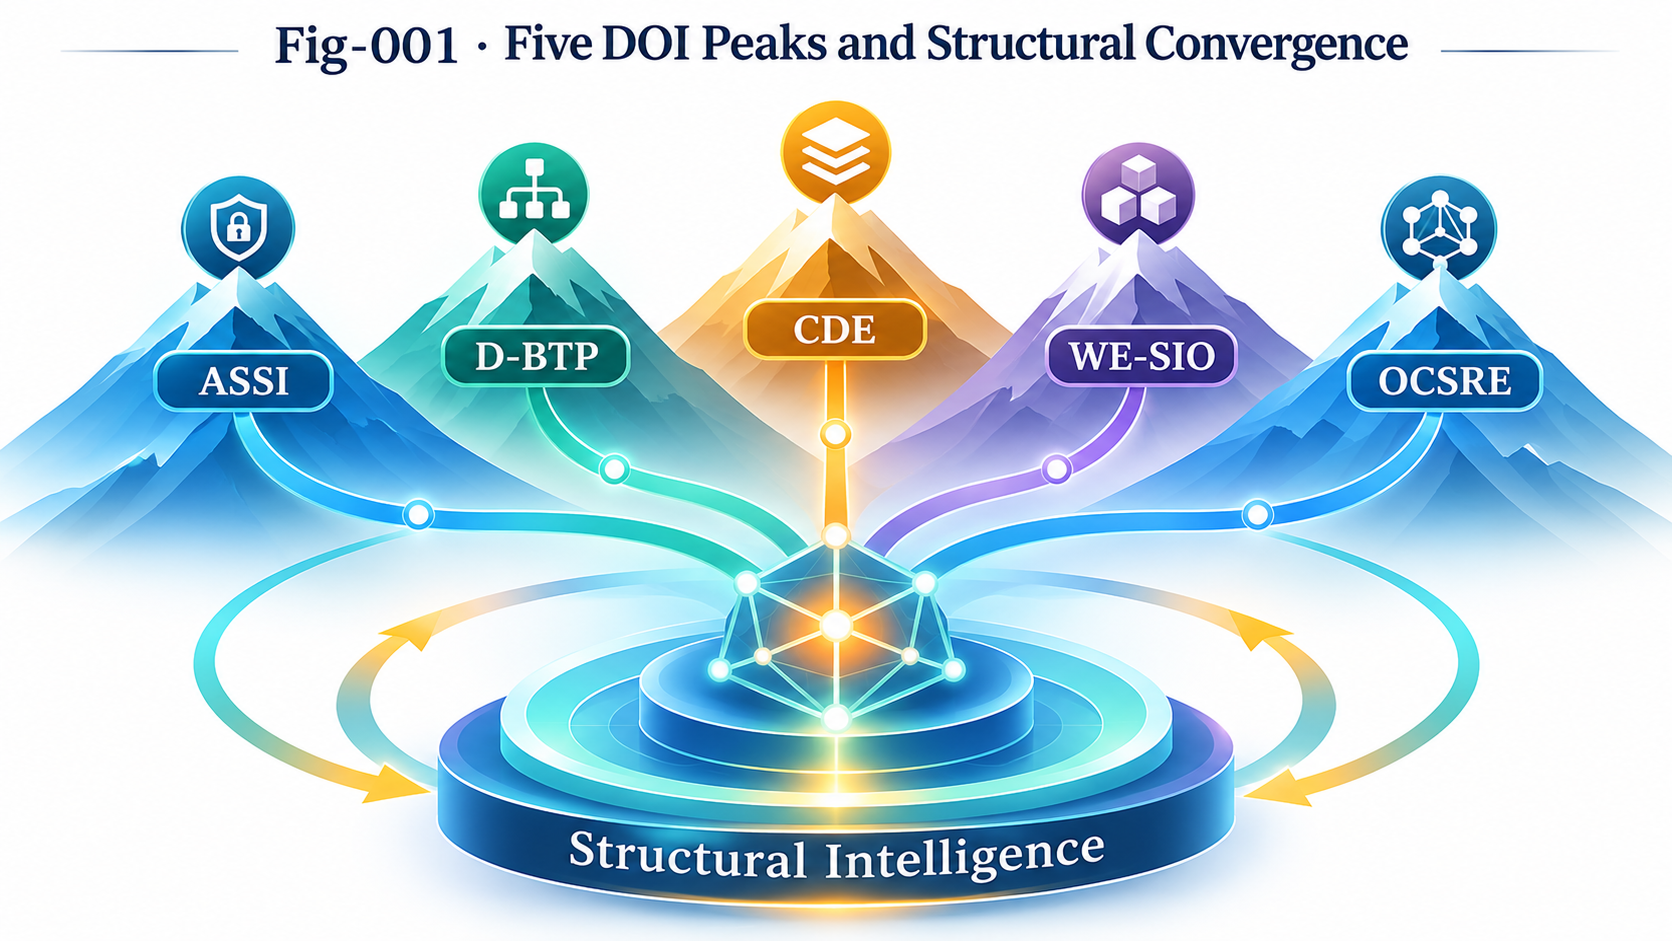 Fig-001 · Five DOI Peaks and Structural Convergence
ASSI
D-BTP
CDE
WE-SIO
OCSRE
Structural Intelligence